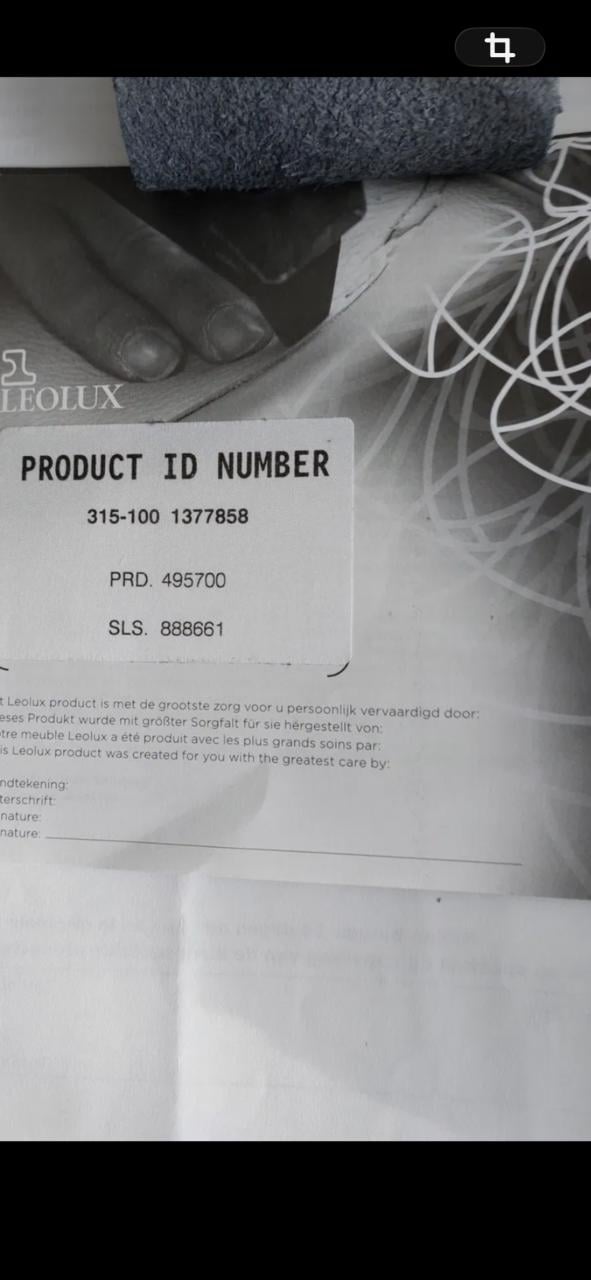 LEOLUX
PRODUCT ID NUMBER
315-100 1377858
PRD. 495700
SLS. 888661
t Leolux product is met de grootste zorg voor u persoonlijk vervaardigd door:
eses Produkt wurde mit größter Sorgfalt für sie hergestellt von:
tre meuble Leolux a été produit avec les plus grands soins par:
is Leolux product was created for you with the greatest care by:
ndtekening:
terschrift:
nature:
nature: